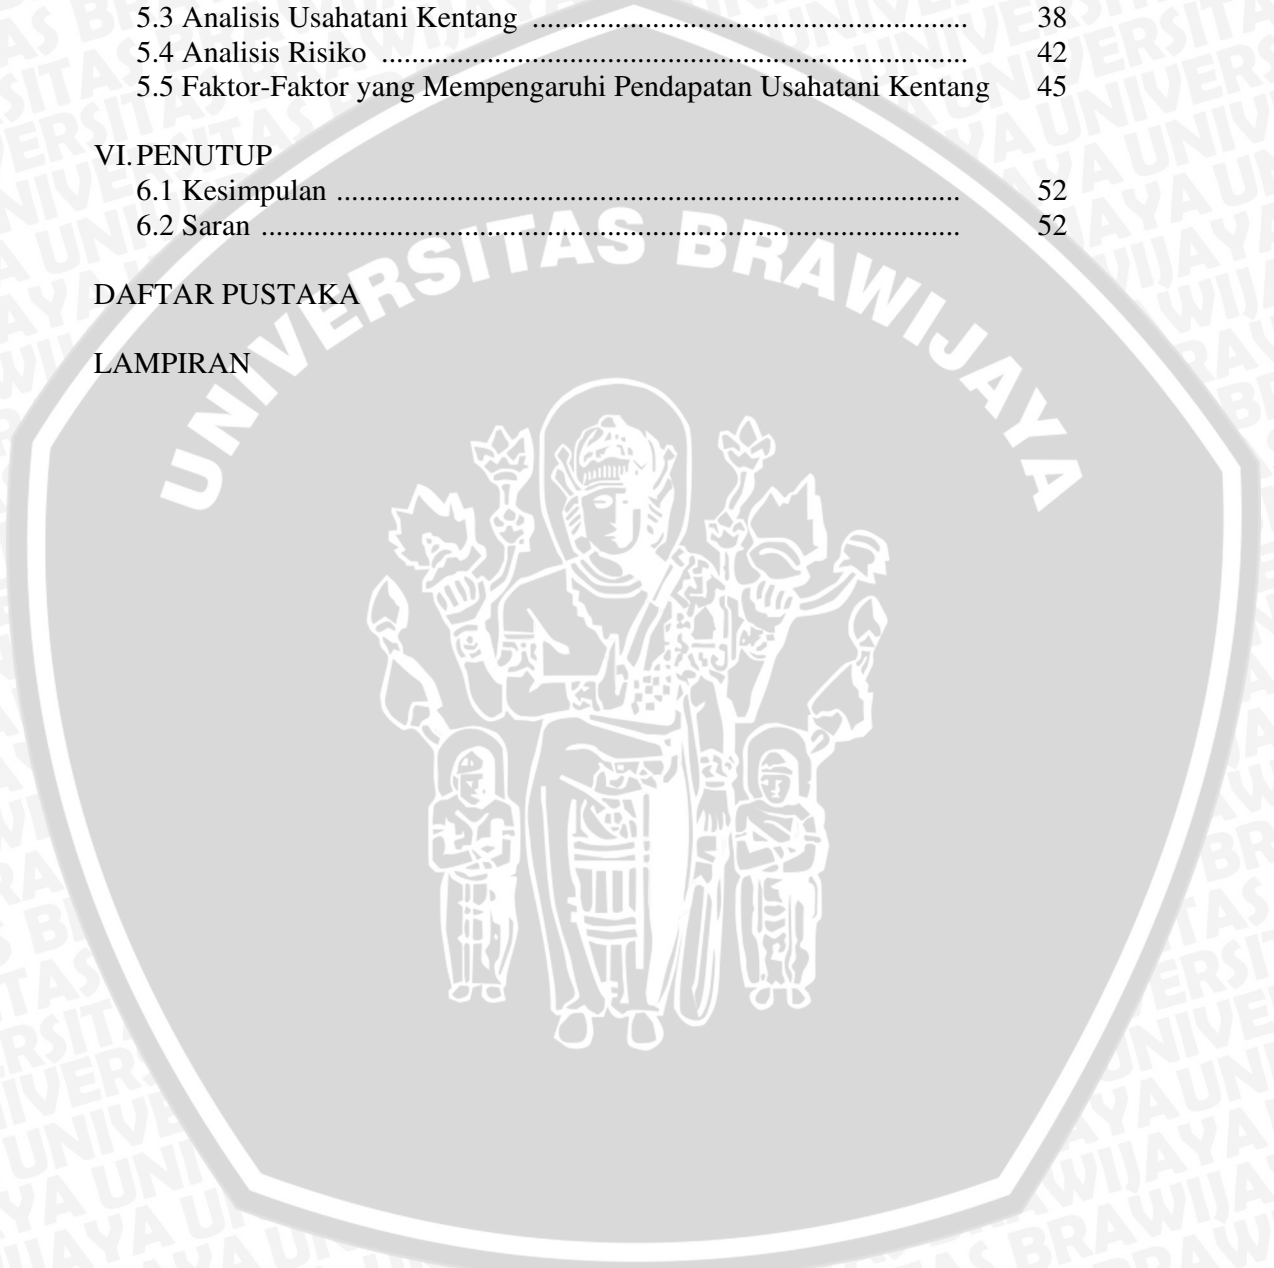 5.3 Analisis Usahatani Kentang .......................................................... 38
5.4 Analisis Risiko .............................................................................. 42
5.5 Faktor-Faktor yang Mempengaruhi Pendapatan Usahatani Kentang 45
VI. PENUTUP
6.1 Kesimpulan ................................................................................... 52
6.2 Saran ............................................................................................. 52
DAFTAR PUSTAKA
LAMPIRAN
UNIVERSITAS BRAWIJAYA